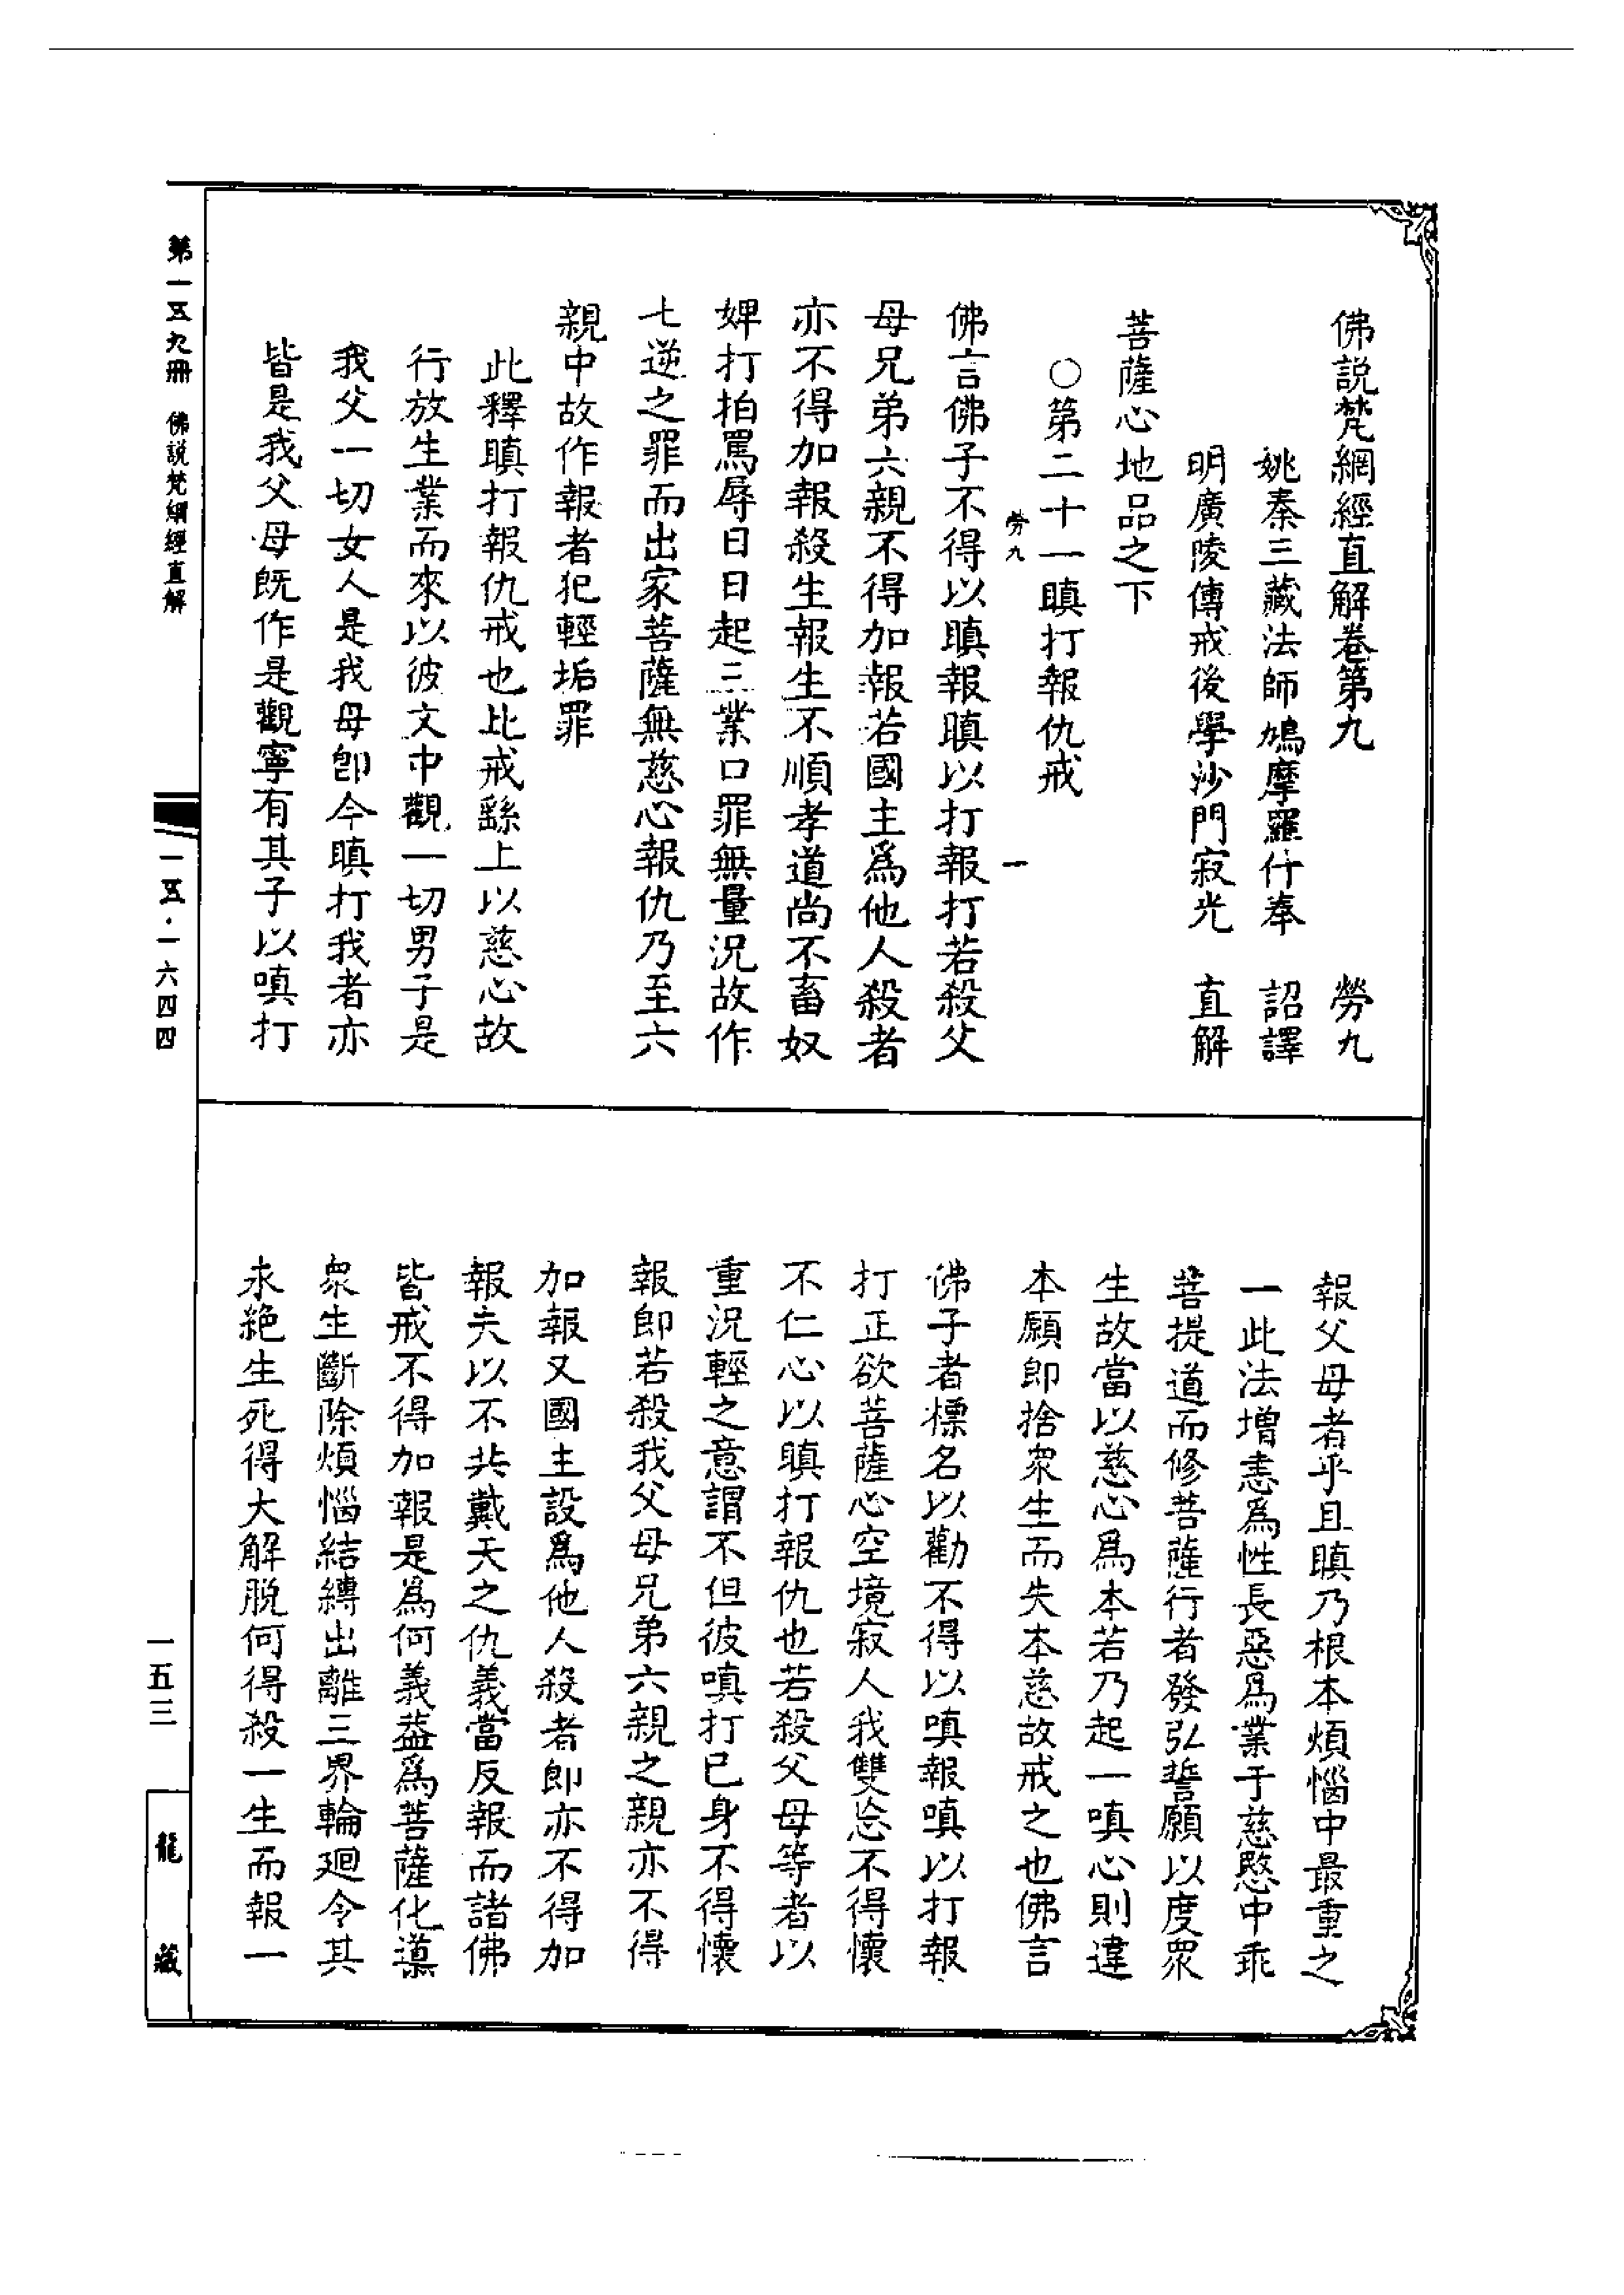 佛説梵網經直解卷第九　勞九
姚秦三藏法師鳩摩羅什奉　詔譯
明廣陵傳戒後學沙門寂光　直解
菩薩心地品之下
○第二十一瞋打報仇戒
勞九　一
佛言佛子不得以瞋報瞋以打報打若殺父
母兄弟六親不得加報若國主爲他人殺者
亦不得加報殺生報生不順孝道尚不畜奴
婢打拍罵辱日日起三業口罪無量況故作
七逆之罪而出家菩薩無慈心報仇乃至六
親中故作報者犯輕垢罪
此釋瞋打報仇戒也此戒繇上以慈心故
行放生業而來以彼文中觀一切男子是
我父一切女人是我母卽今瞋打我者亦
皆是我父母旣作是觀寧有其子以嗔打
報父母者乎且瞋乃根本煩惱中最重之
一此法增恚爲性長惡爲業于慈愍中乖
菩提道而修菩薩行者發弘誓願以度衆
生故當以慈心爲本若乃起一嗔心則違
本願卽捨衆生而失本慈故戒之也佛言
佛子者標名以勸不得以嗔報嗔以打報
打正欲菩薩心空境寂人我雙忘不得懷
不仁心以瞋打報仇也若殺父母等者以
重況輕之意謂不但彼嗔打已身不得懷
報卽若殺我父母兄弟六親之親亦不得
加報又國主設爲他人殺者卽亦不得加
報夫以不共戴天之仇義當反報而諸佛
皆戒不得加報是爲何義葢爲菩薩化導
衆生斷除煩惱結縛出離三界輪迴令其
永絶生死得大解脱何得殺一生而報一
第一五九冊　佛説梵網經直解
一五·一六四四
一五三
龍藏